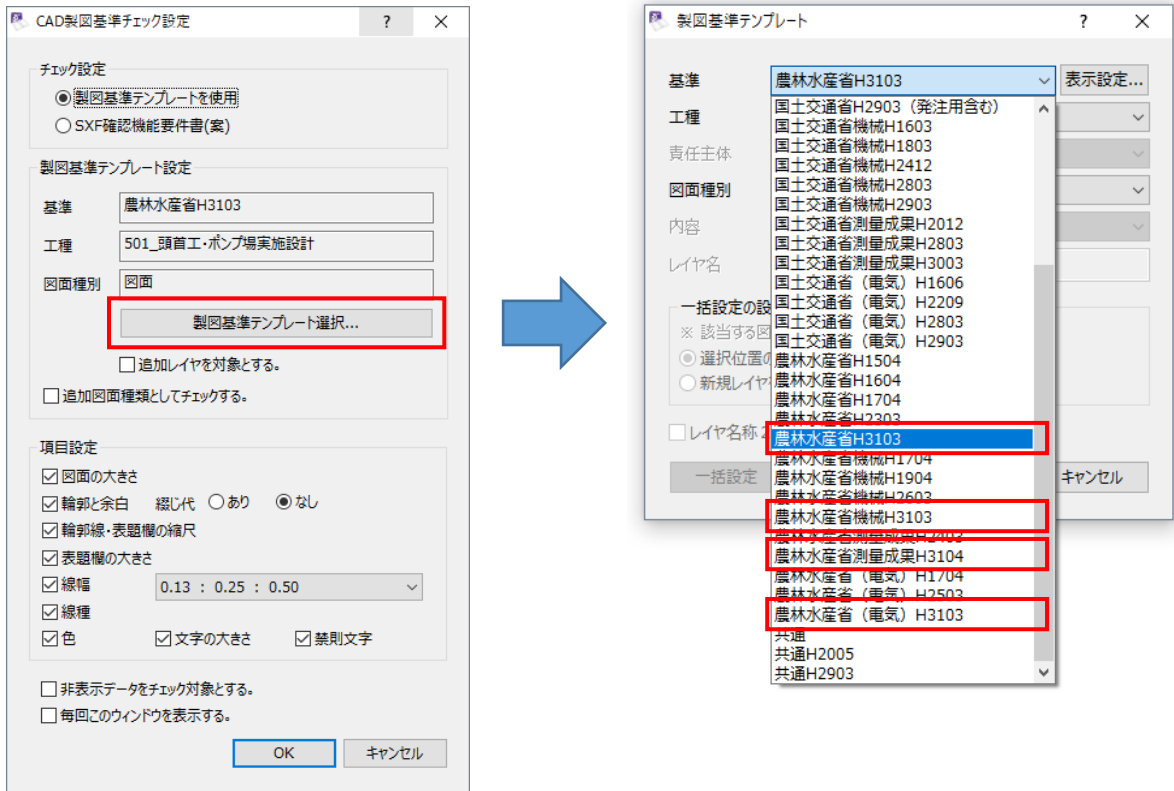 CAD製図基準チェック設定
チェック設定
製図基準テンプレートを使用
SXF確認機能要件書(案)
製図基準テンプレート設定
基準 農林水産省H3103
工種 501_頭首工・ポンプ場実施設計
図面種別 図面
製図基準テンプレート選択...
追加レイヤを対象とする。
追加図面種類としてチェックする。
項目設定
図面の大きさ
輪郭と余白 綴じ代 あり なし
輪郭線・表題欄の縮尺
表題欄の大きさ
線幅 0.13 : 0.25 : 0.50
線種
色 文字の大きさ 禁則文字
非表示データをチェック対象とする。
毎回このウィンドウを表示する。
OK キャンセル
製図基準テンプレート
基準 農林水産省H3103 表示設定...
工種
責任主体
図面種別
内容
レイヤ名
一括設定の設
※ 該当する図
選択位置の
新規レイヤ
レイヤ名称 2
一括設定 キャンセル
国土交通省H2903(発注用含む)
国土交通省機械H1603
国土交通省機械H1803
国土交通省機械H2412
国土交通省機械H2803
国土交通省機械H2903
国土交通省測量成果H2012
国土交通省測量成果H2803
国土交通省測量成果H3003
国土交通省(電気)H1606
国土交通省(電気)H2209
国土交通省(電気)H2803
国土交通省(電気)H2903
農林水産省H1504
農林水産省H1604
農林水産省H1704
農林水産省H2303
農林水産省H3103
農林水産省機械H1704
農林水産省機械H1904
農林水産省機械H2603
農林水産省機械H3103
農林水産省測量成果H2403
農林水産省測量成果H3104
農林水産省(電気)H1704
農林水産省(電気)H2503
農林水産省(電気)H3103
共通
共通H2005
共通H2903